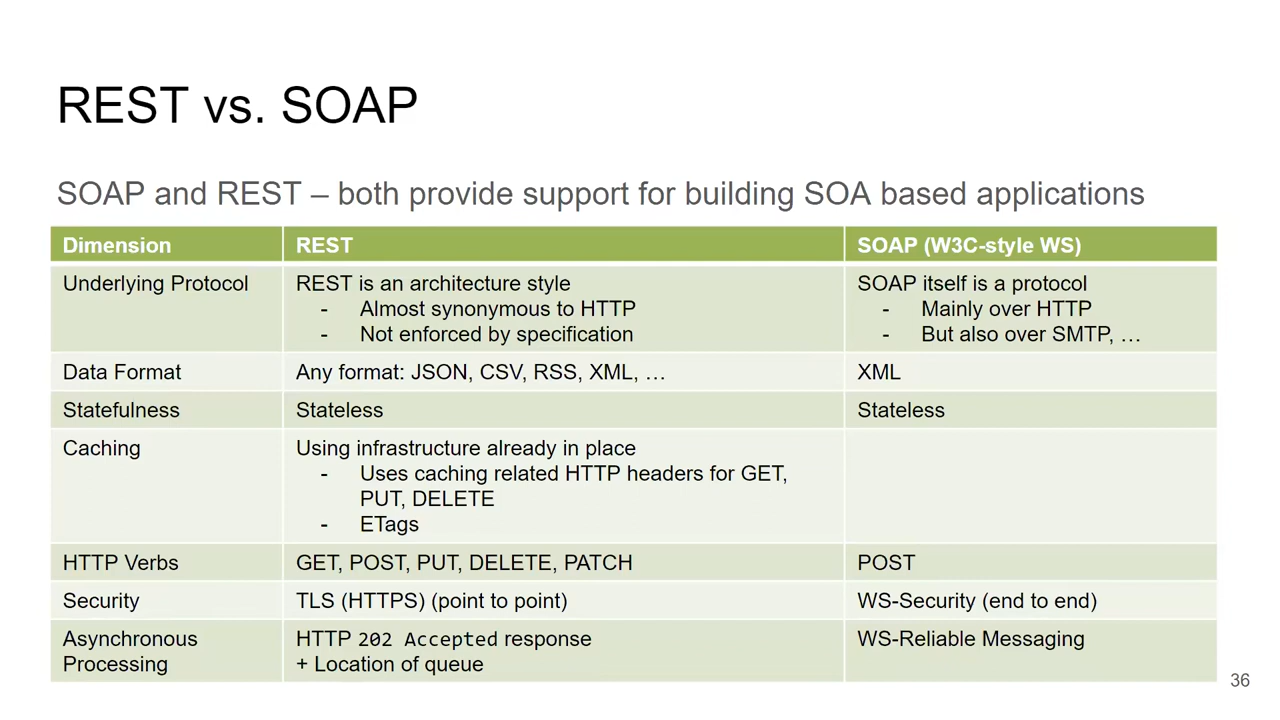 REST vs. SOAP
SOAP and REST – both provide support for building SOA based applications
Dimension
REST
SOAP (W3C-style WS)
Underlying Protocol
REST is an architecture style
- Almost synonymous to HTTP
- Not enforced by specification
SOAP itself is a protocol
- Mainly over HTTP
- But also over SMTP, …
Data Format
Any format: JSON, CSV, RSS, XML, …
XML
Statefulness
Stateless
Stateless
Caching
Using infrastructure already in place
- Uses caching related HTTP headers for GET,
PUT, DELETE
- ETags
HTTP Verbs
GET, POST, PUT, DELETE, PATCH
POST
Security
TLS (HTTPS) (point to point)
WS-Security (end to end)
Asynchronous
Processing
HTTP 202 Accepted response
+ Location of queue
WS-Reliable Messaging
36